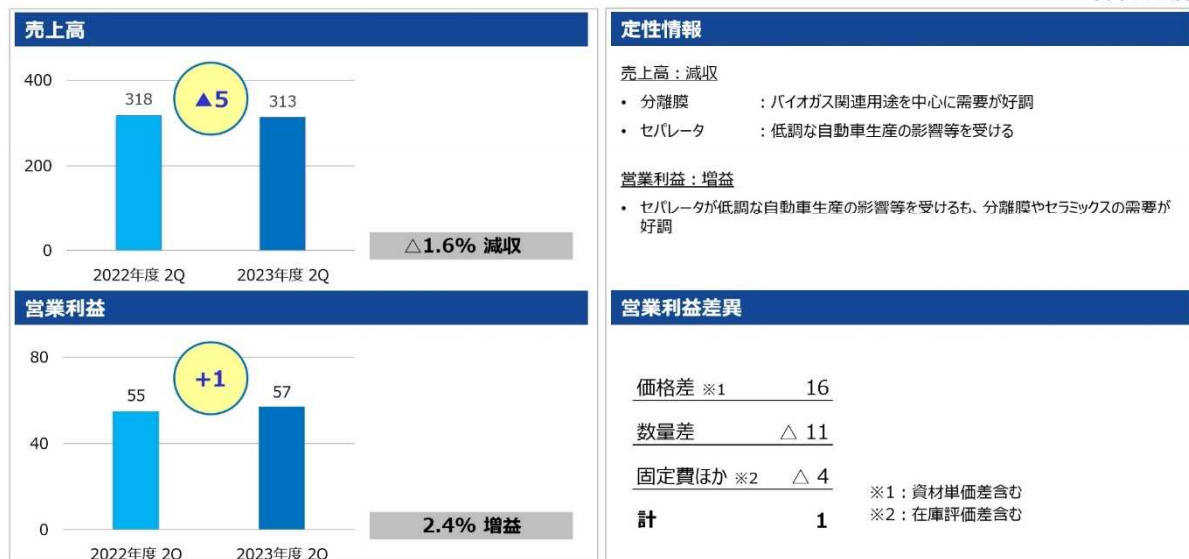 売上高
400
200
0
318
▲5
313
2022年度 2Q
2023年度 2Q
△1.6% 減収
定性情報
売上高：減収
• 分離膜　　　：バイオガス関連用途を中心に需要が好調
• セパレータ　　：低調な自動車生産の影響等を受ける
営業利益：増益
• セパレータが低調な自動車生産の影響等を受けるも、分離膜やセラミックスの需要が
好調
営業利益
80
40
0
55
+1
57
2022年度 2Q
2023年度 2Q
2.4% 増益
営業利益差異
価格差 ※1　16
数量差　△ 11
固定費ほか ※2　△ 4
計　1
※1：資材単価差含む
※2：在庫評価差含む